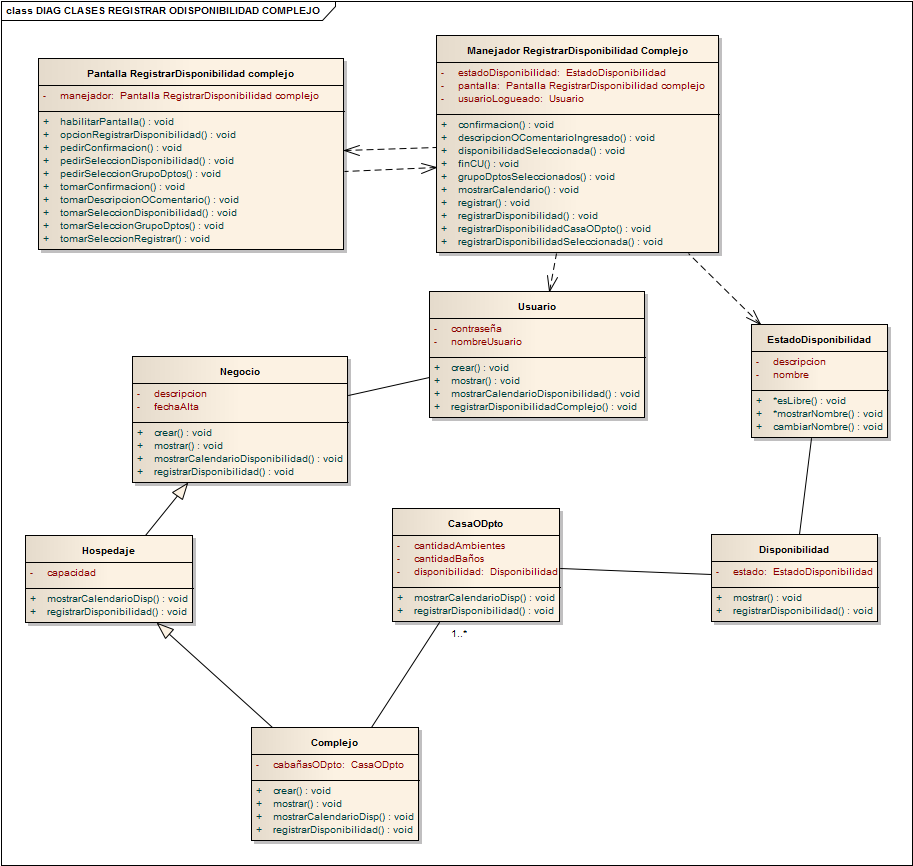 class DIAG CLASES REGISTRAR ODISPONIBILIDAD COMPLEJO
Pantalla RegistrarDisponibilidad complejo
- manejador: Pantalla RegistrarDisponibilidad complejo
+ habilitarPantalla() : void
+ opcionRegistrarDisponibilidad() : void
+ pedirConfirmacion() : void
+ pedirSeleccionDisponibilidad() : void
+ pedirSeleccionGrupoDptos() : void
+ tomarConfirmacion() : void
+ tomarDescripcionOComentario() : void
+ tomarSeleccionDisponibilidad() : void
+ tomarSeleccionGrupoDptos() : void
+ tomarSeleccionRegistrar() : void
Manejador RegistrarDisponibilidad Complejo
- estadoDisponibilidad: EstadoDisponibilidad
- pantalla: Pantalla RegistrarDisponibilidad complejo
- usuarioLogueado: Usuario
+ confirmacion() : void
+ descripcionOComentarioIngresado() : void
+ disponibilidadSeleccionada() : void
+ finCU() : void
+ grupoDptosSeleccionados() : void
+ mostrarCalendario() : void
+ registrar() : void
+ registrarDisponibilidad() : void
+ registrarDisponibilidadCasaODpto() : void
+ registrarDisponibilidadSeleccionada() : void
Usuario
- contraseña
- nombreUsuario
+ crear() : void
+ mostrar() : void
+ mostrarCalendarioDisponibilidad() : void
+ registrarDisponibilidadComplejo() : void
EstadoDisponibilidad
- descripcion
- nombre
+ *esLibre() : void
+ *mostrarNombre() : void
+ cambiarNombre() : void
Negocio
- descripcion
- fechaAlta
+ crear() : void
+ mostrar() : void
+ mostrarCalendarioDisponibilidad() : void
+ registrarDisponibilidad() : void
Hospedaje
- capacidad
+ mostrarCalendarioDisp() : void
+ registrarDisponibilidad() : void
CasaODpto
- cantidadAmbientes
- cantidadBaños
- disponibilidad: Disponibilidad
+ mostrarCalendarioDisp() : void
+ registrarDisponibilidad() : void
1..*
Disponibilidad
- estado: EstadoDisponibilidad
+ mostrar() : void
+ registrarDisponibilidad() : void
Complejo
- cabañasODpto: CasaODpto
+ crear() : void
+ mostrar() : void
+ mostrarCalendarioDisp() : void
+ registrarDisponibilidad() : void